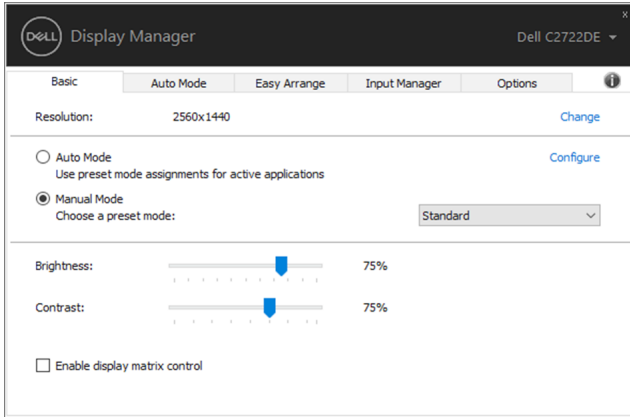 DELL Display Manager
x
Dell C2722DE
Basic Auto Mode Easy Arrange Input Manager Options i
Resolution: 2560x1440 Change
Auto Mode Configure
Use preset mode assignments for active applications
Manual Mode
Choose a preset mode: Standard
Brightness: 75%
Contrast: 75%
Enable display matrix control